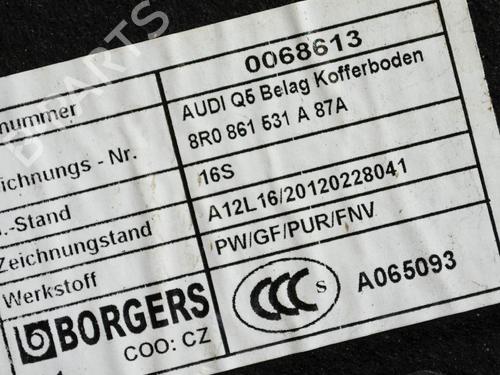 nummer 0068613
AUDI Q5 Belag Kofferboden
ichnungs - Nr. 8R0 861 531 A 87A
.-Stand 16S
Zeichnungstand A12L16/20120228041
Werkstoff PW/GF/PUR/FNV
BORGERS CCC S A065093
COO: CZ